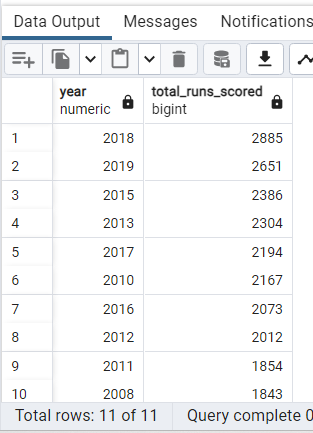 Data Output Messages Notifications
year total_runs_scored
numeric bigint
1 2018 2885
2 2019 2651
3 2015 2386
4 2013 2304
5 2017 2194
6 2010 2167
7 2016 2073
8 2012 2012
9 2011 1854
10 2008 1843
Total rows: 11 of 11 Query complete 0